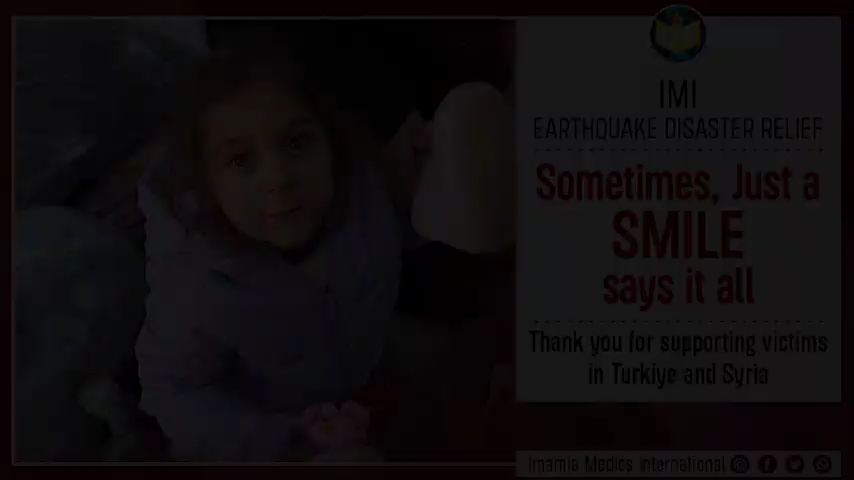 IMI
EARTHQUAKE DISASTER RELIEF
Sometimes, Just a
SMILE
says it all
Thank you for supporting victims
in Turkiye and Syria
Imamia Medics International